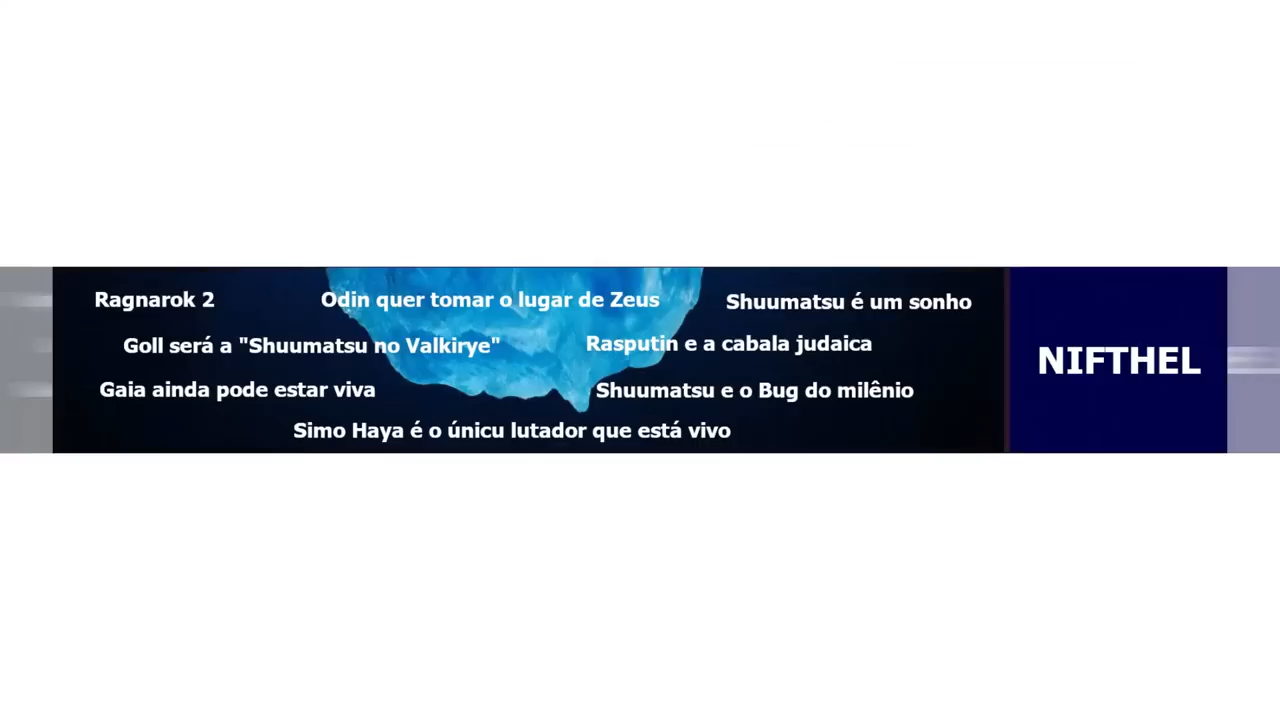 Ragnarok 2
Odin quer tomar o lugar de Zeus
Shuumatsu é um sonho
Goll será a "Shuumatsu no Valkirye"
Rasputin e a cabala judaica
Gaia ainda pode estar viva
Shuumatsu e o Bug do milênio
Simo Haya é o únicu lutador que está vivo
NIFTHEL